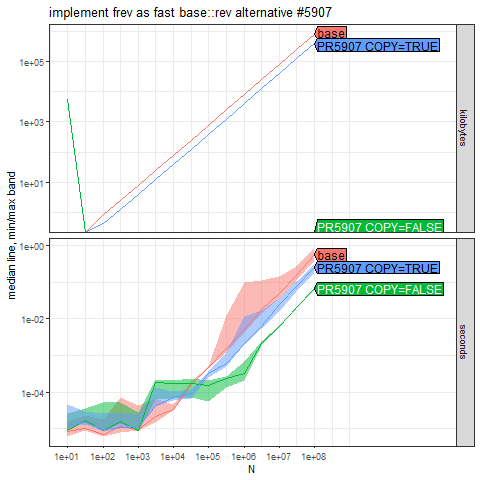 implement frev as fast base::rev alternative #5907
base
PR5907 COPY=TRUE
PR5907 COPY=FALSE
1e+05
1e+03
1e+01
kilobytes
base
PR5907 COPY=TRUE
PR5907 COPY=FALSE
1e+00
1e-02
1e-04
seconds
median line, min/max band
1e+01 1e+02 1e+03 1e+04 1e+05 1e+06 1e+07 1e+08
N